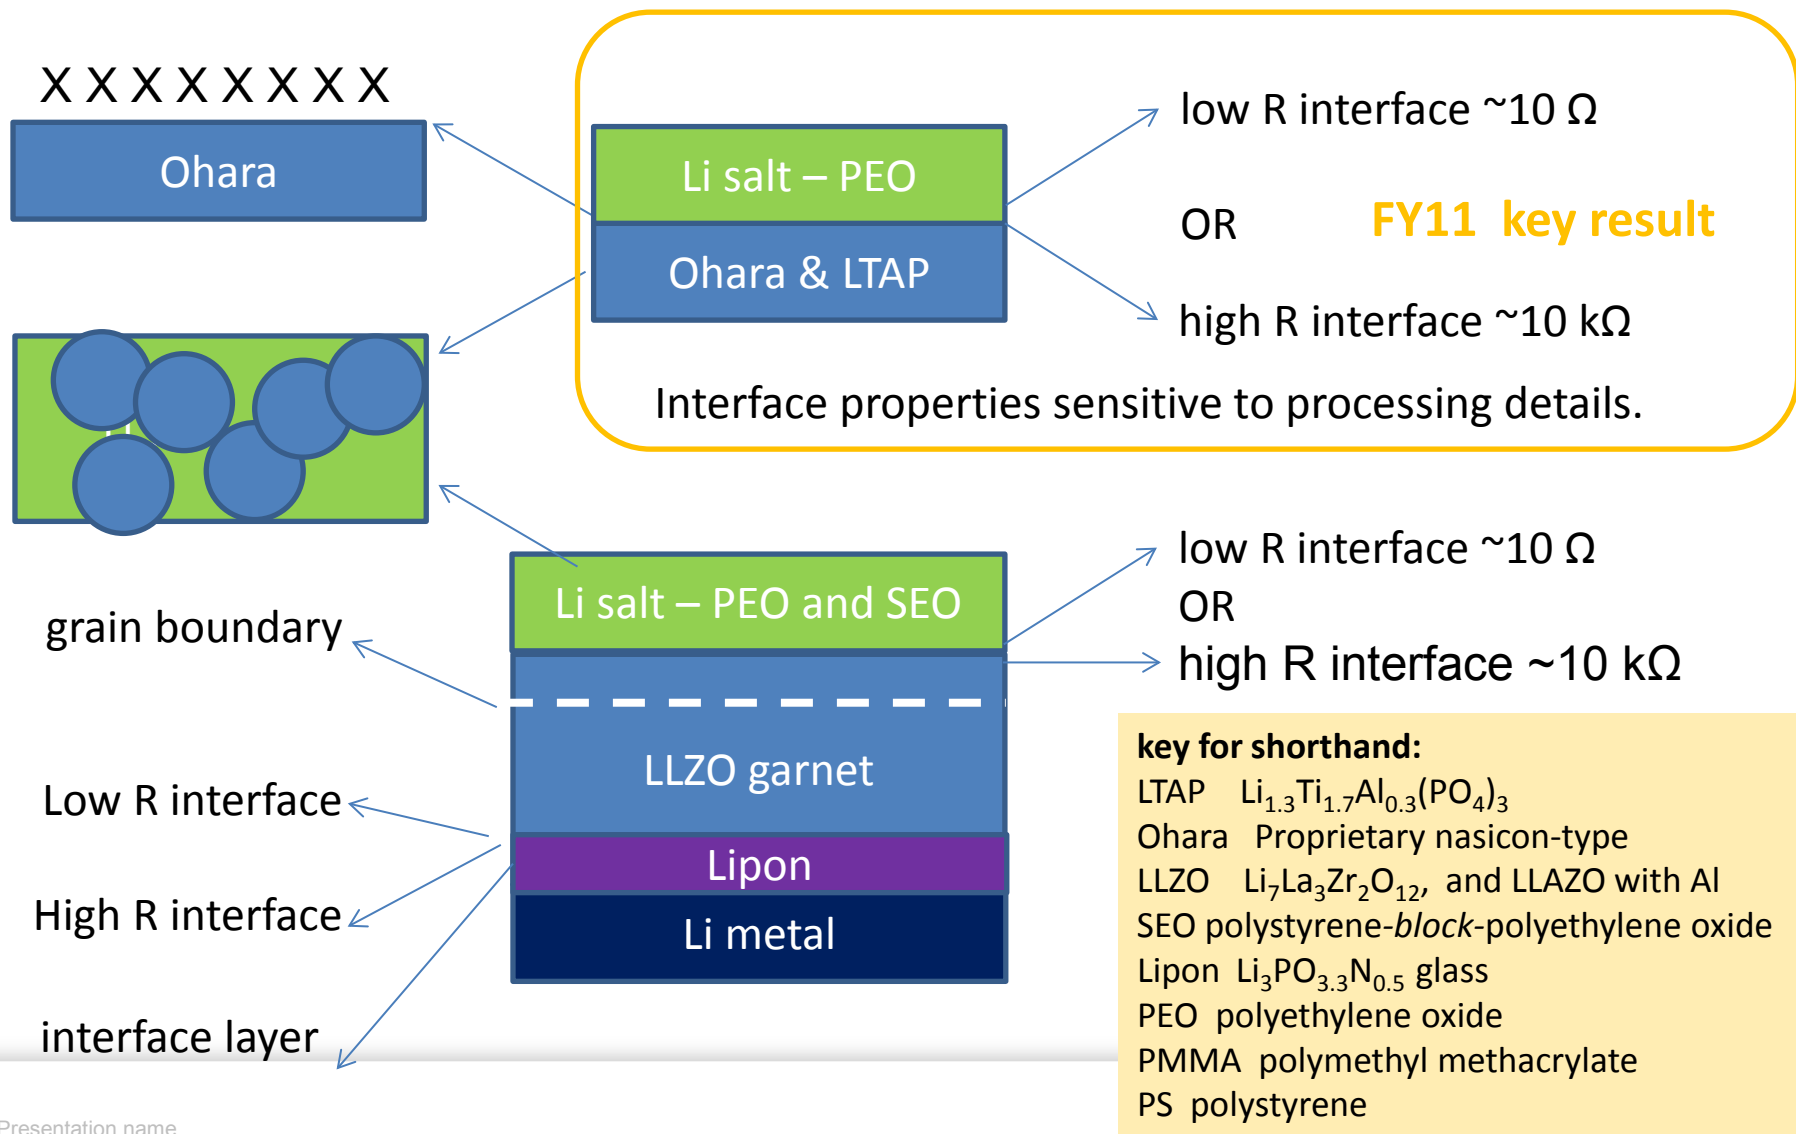 X X X X X X X X
Ohara
Li salt – PEO
Ohara & LTAP
low R interface ~10 Ω
OR
FY11 key result
high R interface ~10 kΩ
Interface properties sensitive to processing details.
Li salt – PEO and SEO
LLZO garnet
Lipon
Li metal
low R interface ~10 Ω
OR
high R interface ~10 kΩ
grain boundary
Low R interface
High R interface
interface layer
key for shorthand:
LTAP Li₁.₃Ti₁.₇Al₀.₃(PO₄)₃
Ohara Proprietary nasicon-type
LLZO Li₇La₃Zr₂O₁₂, and LLAZO with Al
SEO polystyrene-block-polyethylene oxide
Lipon Li₃PO₃.₃N₀.₅ glass
PEO polyethylene oxide
PMMA polymethyl methacrylate
PS polystyrene
Presentation name